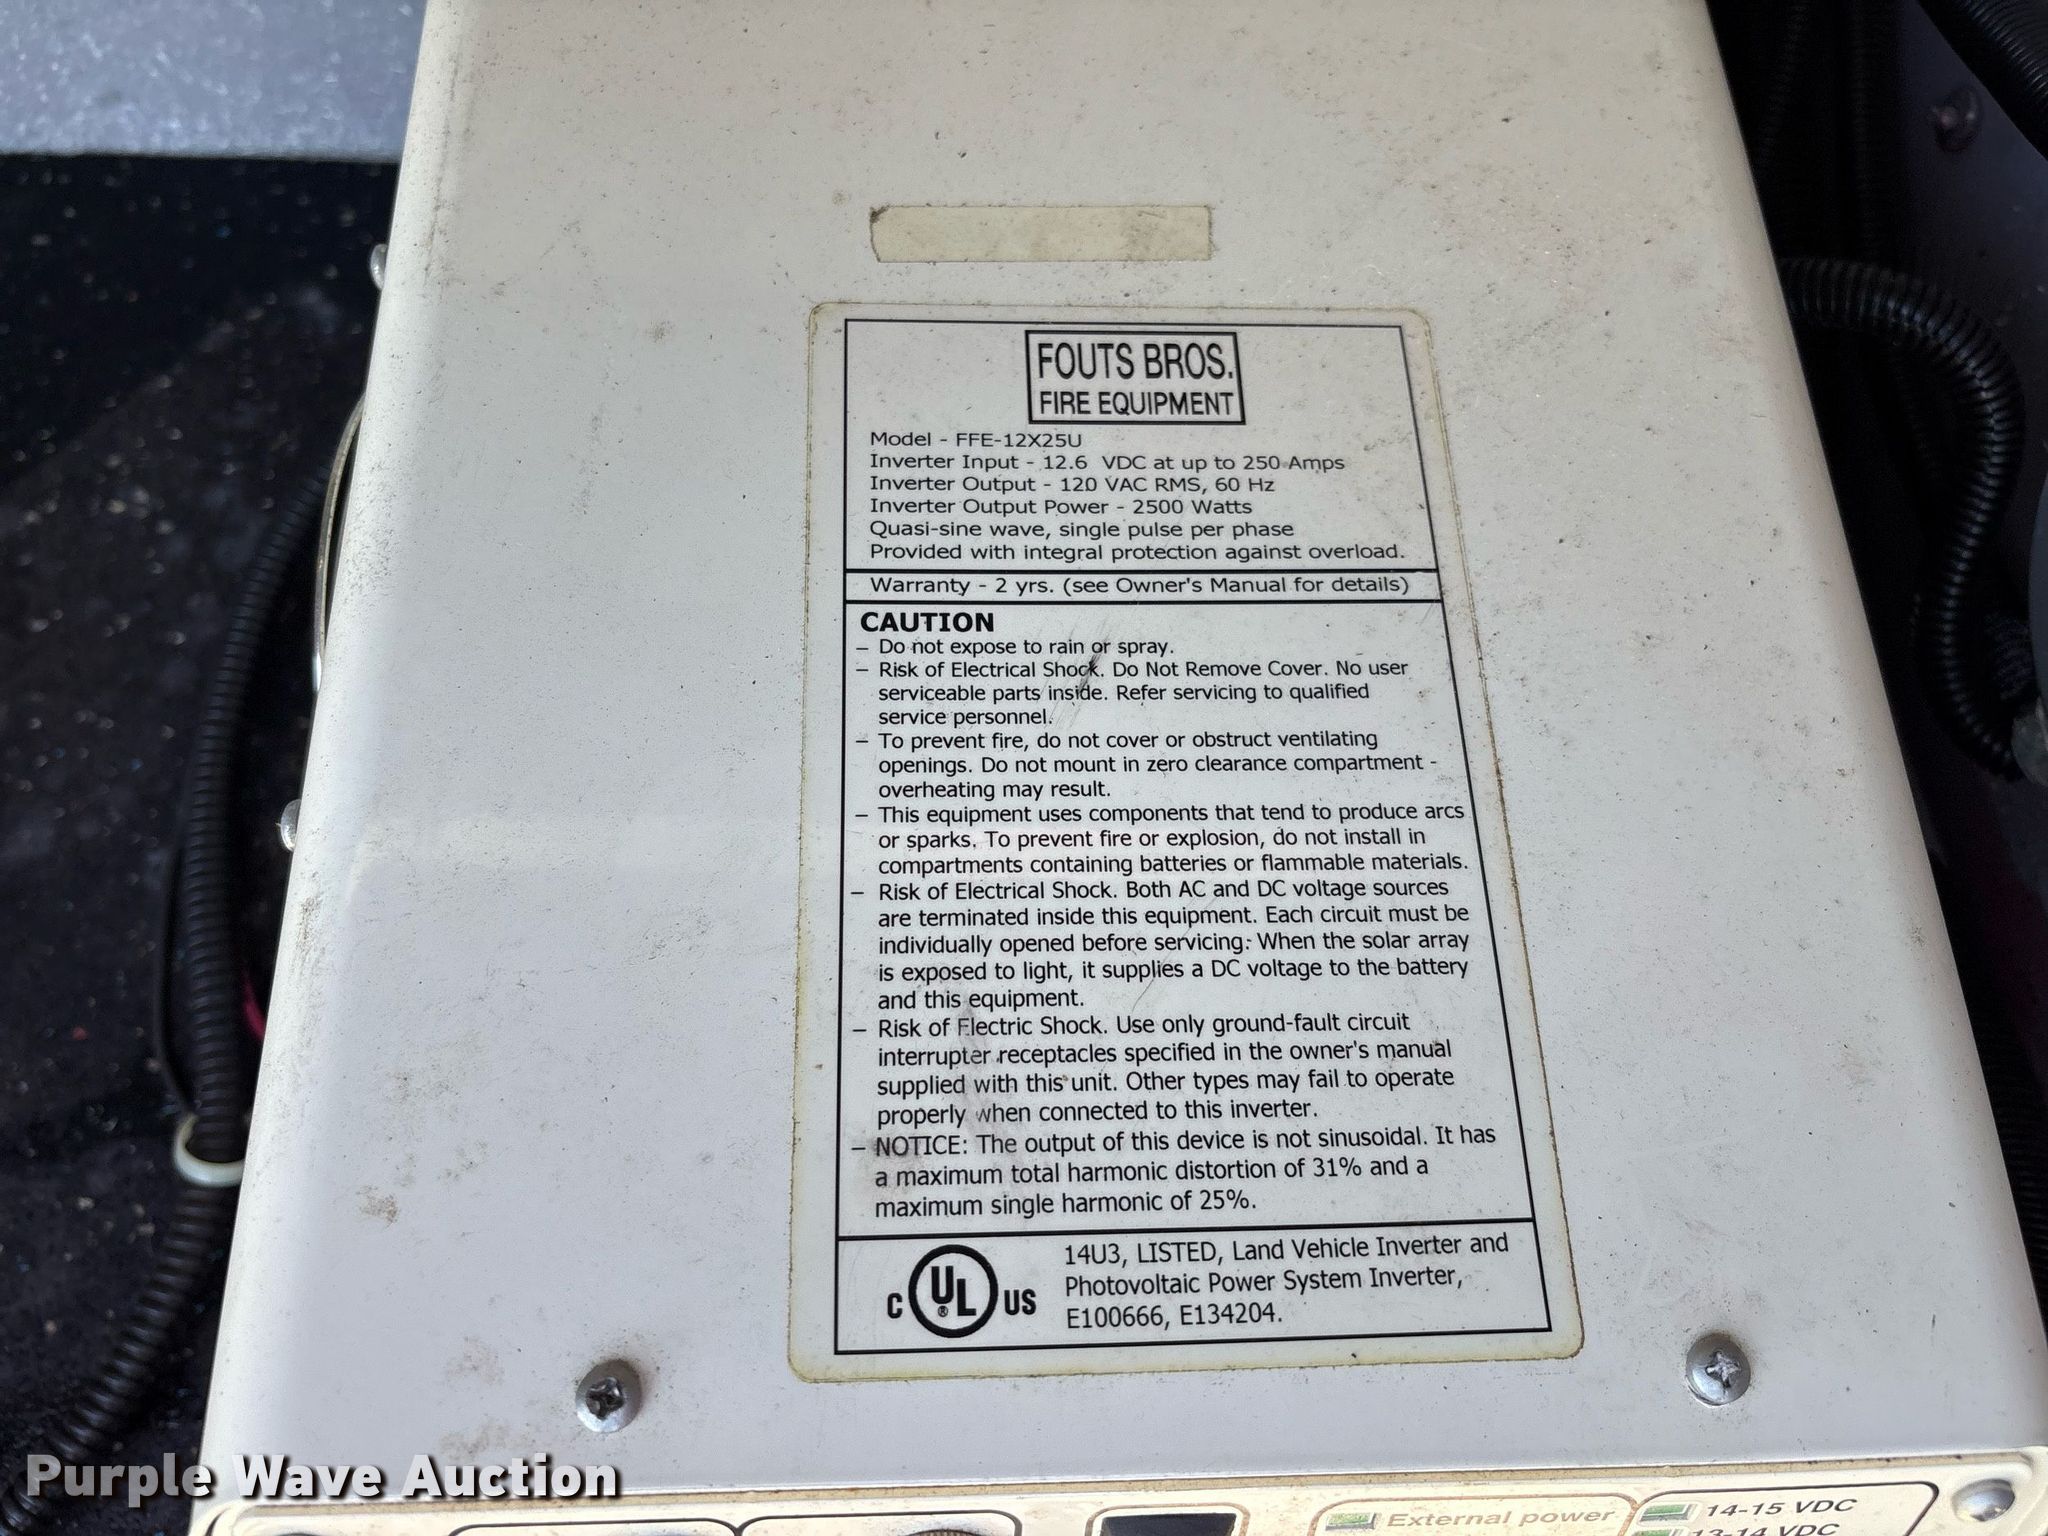 FOUTS BROS.
FIRE EQUIPMENT
Model - FFE-12X25U
Inverter Input - 12.6 VDC at up to 250 Amps
Inverter Output - 120 VAC RMS, 60 Hz
Inverter Output Power - 2500 Watts
Quasi-sine wave, single pulse per phase
Provided with integral protection against overload.
Warranty - 2 yrs. (see Owner's Manual for details)
CAUTION
– Do not expose to rain or spray.
– Risk of Electrical Shock. Do Not Remove Cover. No user
serviceable parts inside. Refer servicing to qualified
service personnel.
– To prevent fire, do not cover or obstruct ventilating
openings. Do not mount in zero clearance compartment -
overheating may result.
– This equipment uses components that tend to produce arcs
or sparks. To prevent fire or explosion, do not install in
compartments containing batteries or flammable materials.
– Risk of Electrical Shock. Both AC and DC voltage sources
are terminated inside this equipment. Each circuit must be
individually opened before servicing. When the solar array
is exposed to light, it supplies a DC voltage to the battery
and this equipment.
– Risk of Electric Shock. Use only ground-fault circuit
interrupter receptacles specified in the owner's manual
supplied with this unit. Other types may fail to operate
properly when connected to this inverter.
– NOTICE: The output of this device is not sinusoidal. It has
a maximum total harmonic distortion of 31% and a
maximum single harmonic of 25%.
C UL ® US
14U3, LISTED, Land Vehicle Inverter and
Photovoltaic Power System Inverter,
E100666, E134204.
External power
14-15 VDC
13-14 VDC
Purple Wave Auction